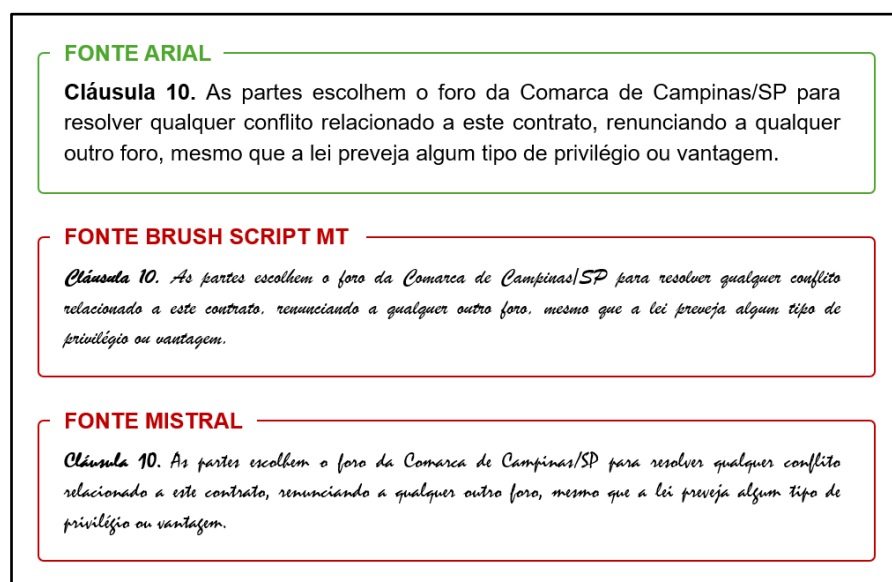 FONTE ARIAL
Cláusula 10. As partes escolhem o foro da Comarca de Campinas/SP para
resolver qualquer conflito relacionado a este contrato, renunciando a qualquer
outro foro, mesmo que a lei preveja algum tipo de privilégio ou vantagem.
FONTE BRUSH SCRIPT MT
Cláusula 10. As partes escolhem o foro da Comarca de Campinas/SP para resolver qualquer conflito
relacionado a este contrato, renunciando a qualquer outro foro, mesmo que a lei preveja algum tipo de
privilégio ou vantagem.
FONTE MISTRAL
Cláusula 10. As partes escolhem o foro da Comarca de Campinas/SP para resolver qualquer conflito
relacionado a este contrato, renunciando a qualquer outro foro, mesmo que a lei preveja algum tipo de
privilégio ou vantagem.